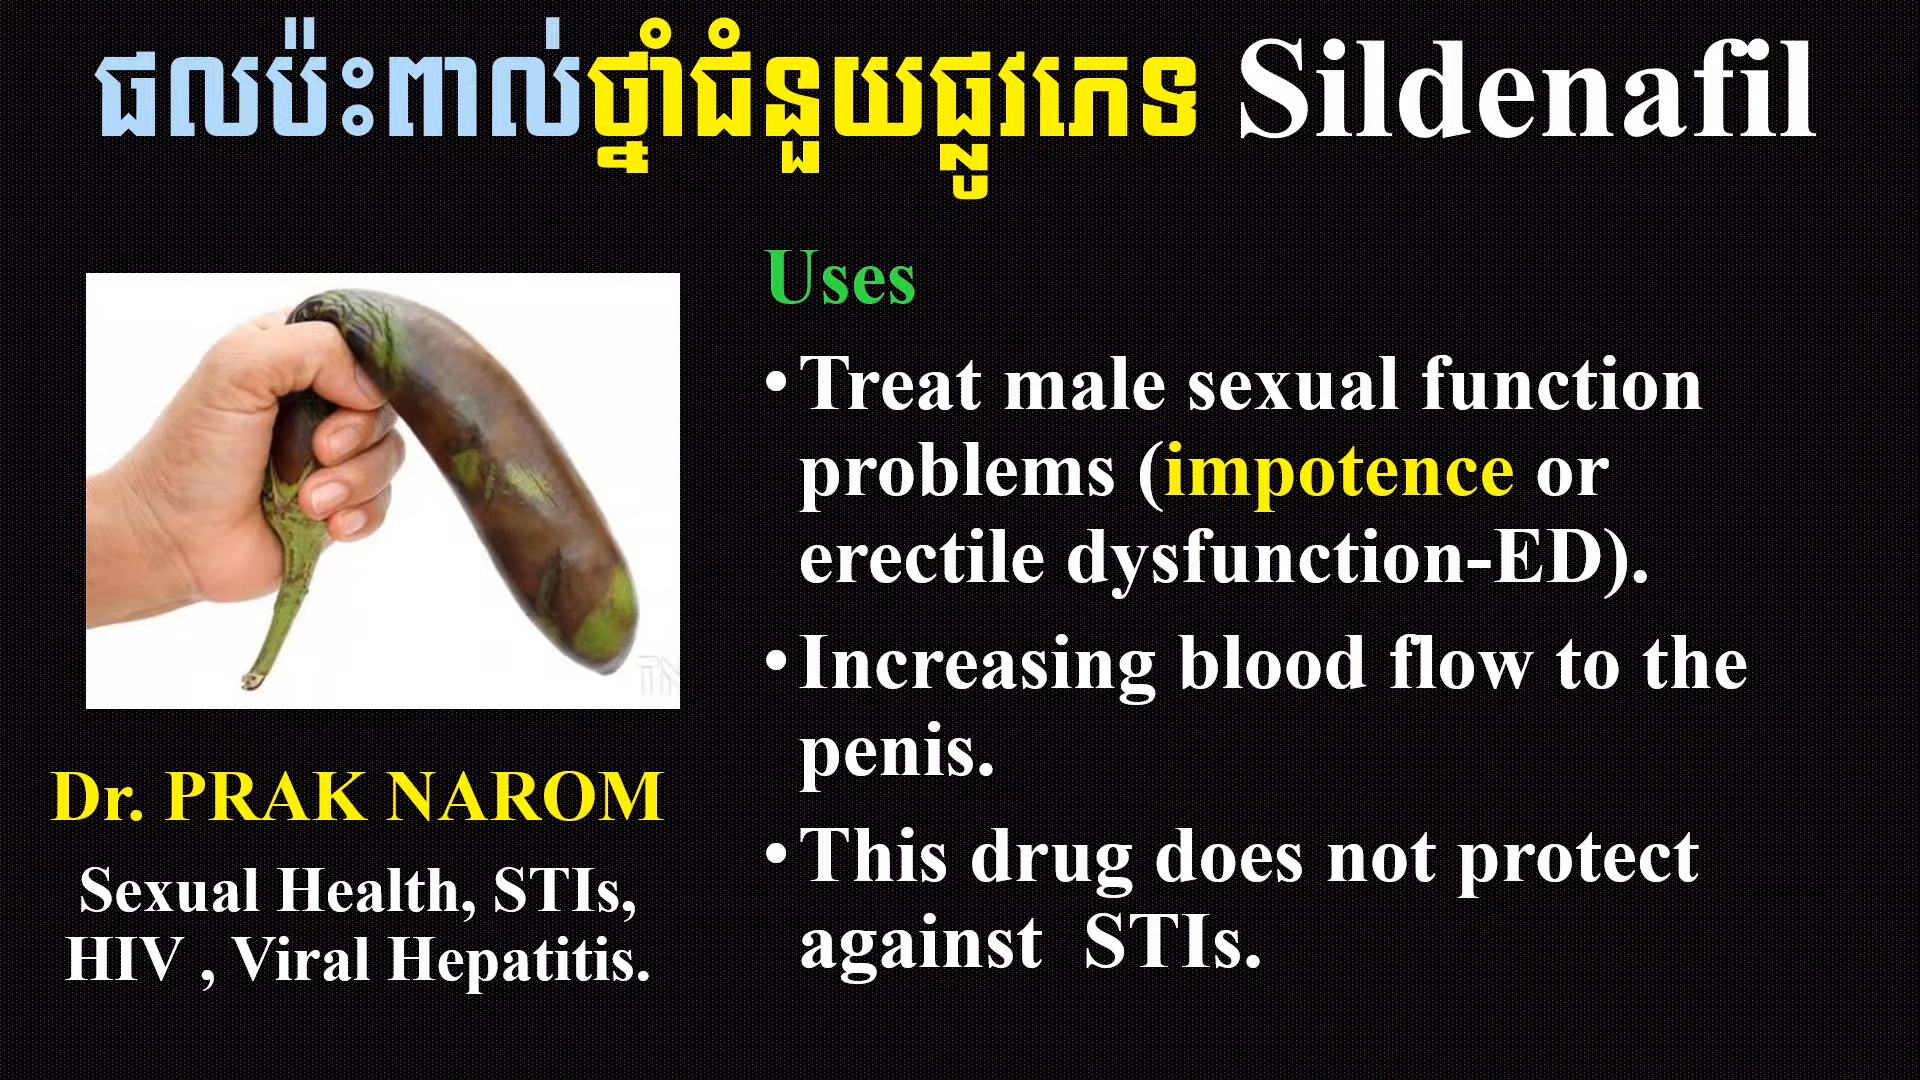 ផលប៉ះពាល់ថ្នាំជំនួយផ្លូវភេទ Sildenafil
Uses
• Treat male sexual function
problems (impotence or
erectile dysfunction-ED).
• Increasing blood flow to the
penis.
• This drug does not protect
against STIs.
Dr. PRAK NAROM
Sexual Health, STIs,
HIV , Viral Hepatitis.